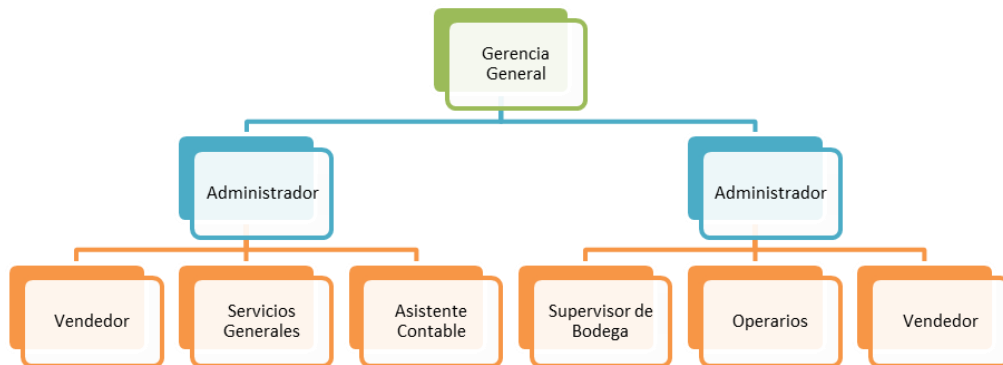 Gerencia
General
Administrador
Administrador
Vendedor
Servicios
Generales
Asistente
Contable
Supervisor de
Bodega
Operarios
Vendedor